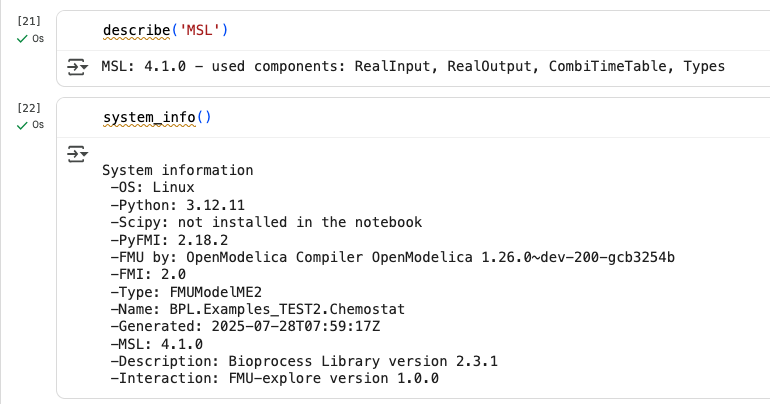 [21]
describe('MSL')
0s
MSL: 4.1.0 - used components: RealInput, RealOutput, CombiTimeTable, Types
[22]
system_info()
0s
System information
-OS: Linux
-Python: 3.12.11
-Scipy: not installed in the notebook
-PyFMI: 2.18.2
-FMU by: OpenModelica Compiler OpenModelica 1.26.0~dev-200-gcb3254b
-FMI: 2.0
-Type: FMUModelME2
-Name: BPL.Examples_TEST2.Chemostat
-Generated: 2025-07-28T07:59:17Z
-MSL: 4.1.0
-Description: Bioprocess Library version 2.3.1
-Interaction: FMU-explore version 1.0.0